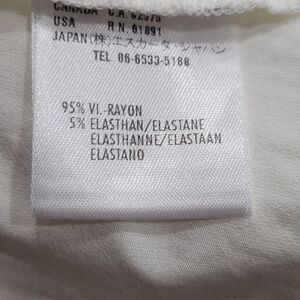 CANADA C.A. 62375
USA R.N. 61891
JAPAN (株)エスカーダ・ジャパン
TEL 06-6533-5188
95% VI.-RAYON
5% ELASTHAN/ELASTANE
ELASTHANNE/ELASTAAN
ELASTANO